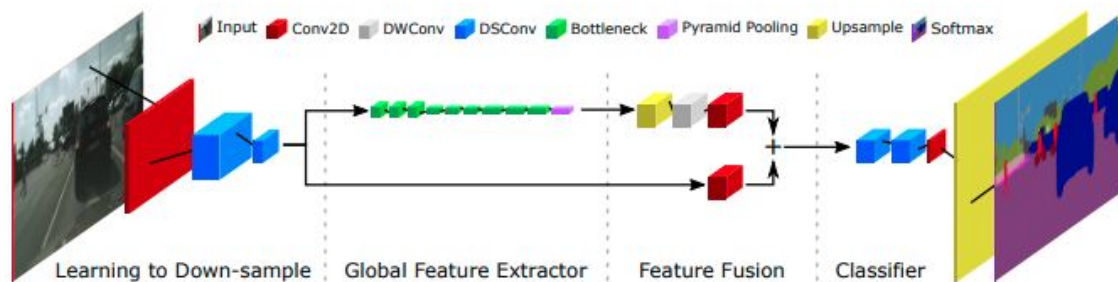 Input Conv2D DWConv DSConv Bottleneck Pyramid Pooling Upsample Softmax
Learning to Down-sample Global Feature Extractor Feature Fusion Classifier